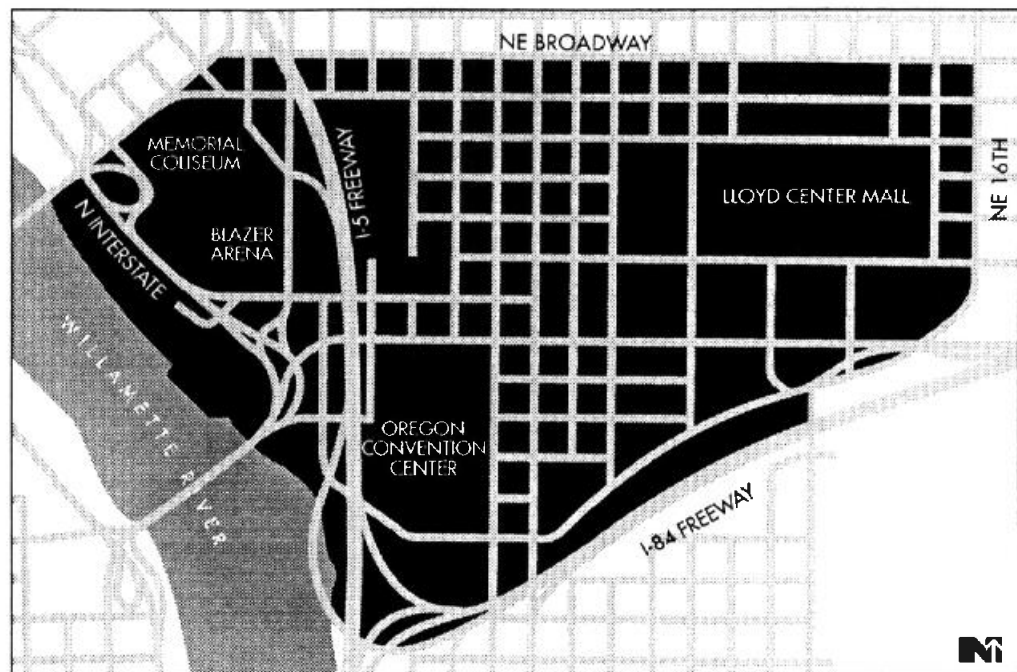 NE BROADWAY
MEMORIAL
COLISEUM
I-5 FREEWAY
LLOYD CENTER MALL
NE 16TH
N INTERSTATE
BLAZER
ARENA
WILLAMETTE RIVER
OREGON
CONVENTION
CENTER
I-84 FREEWAY
N